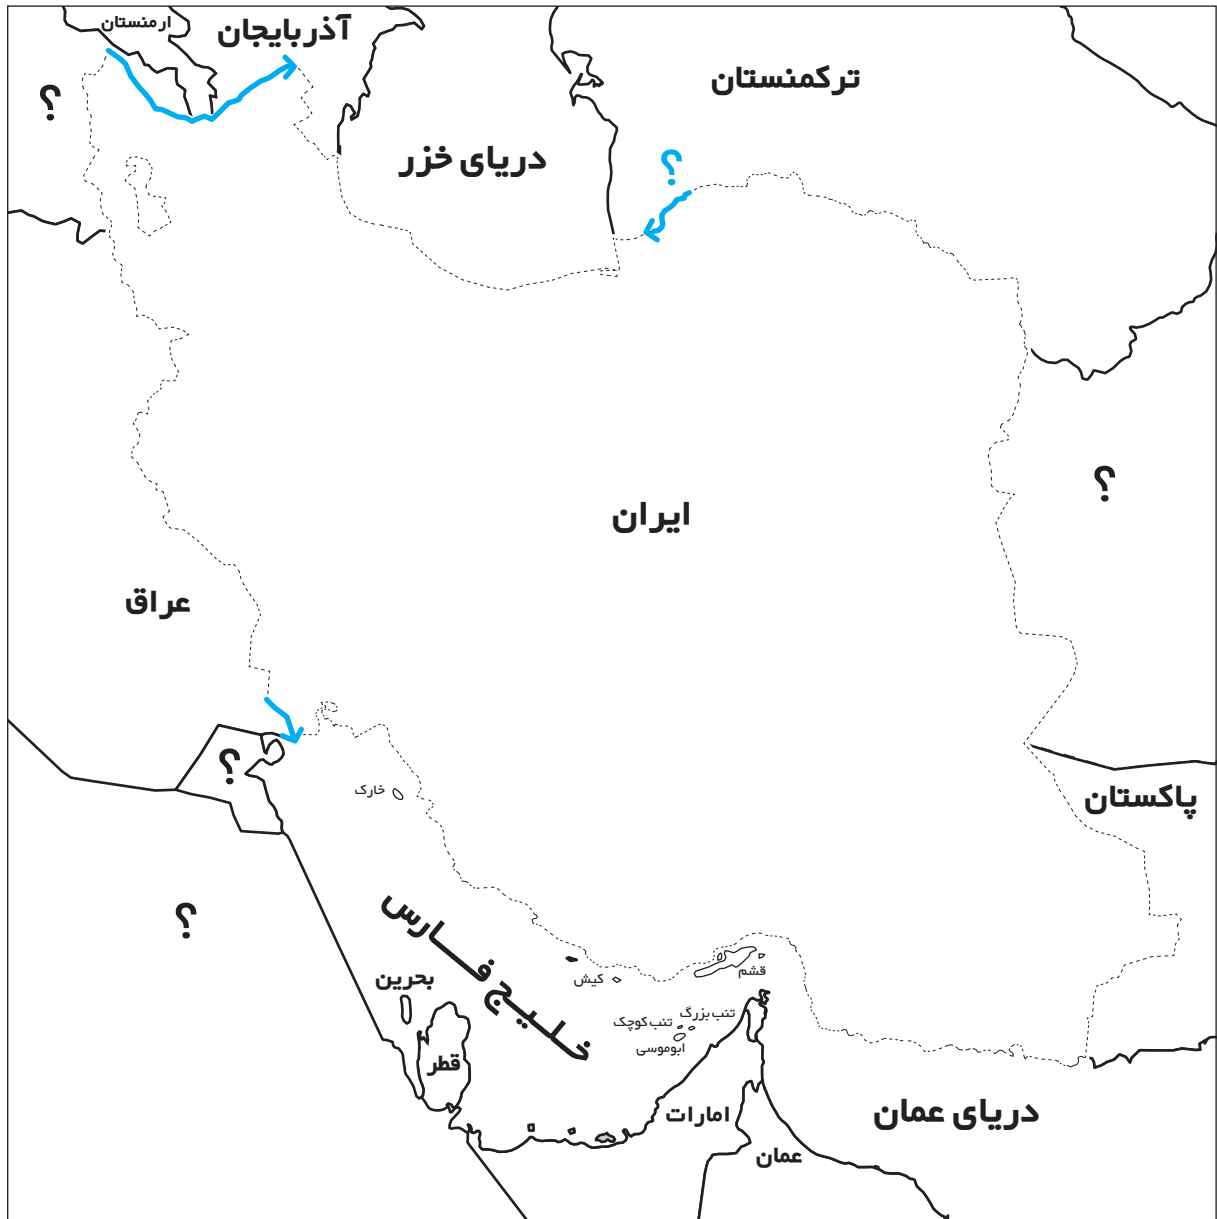 ارمنستان
آذربایجان
ترکمنستان
؟
دریای خزر
؟
؟
ایران
عراق
؟
خارک
پاکستان
؟
خلیج فارس
قشم
بحرین
کیش
تنب بزرگ
تنب کوچک
ابوموسی
قطر
امارات
دریای عمان
عمان